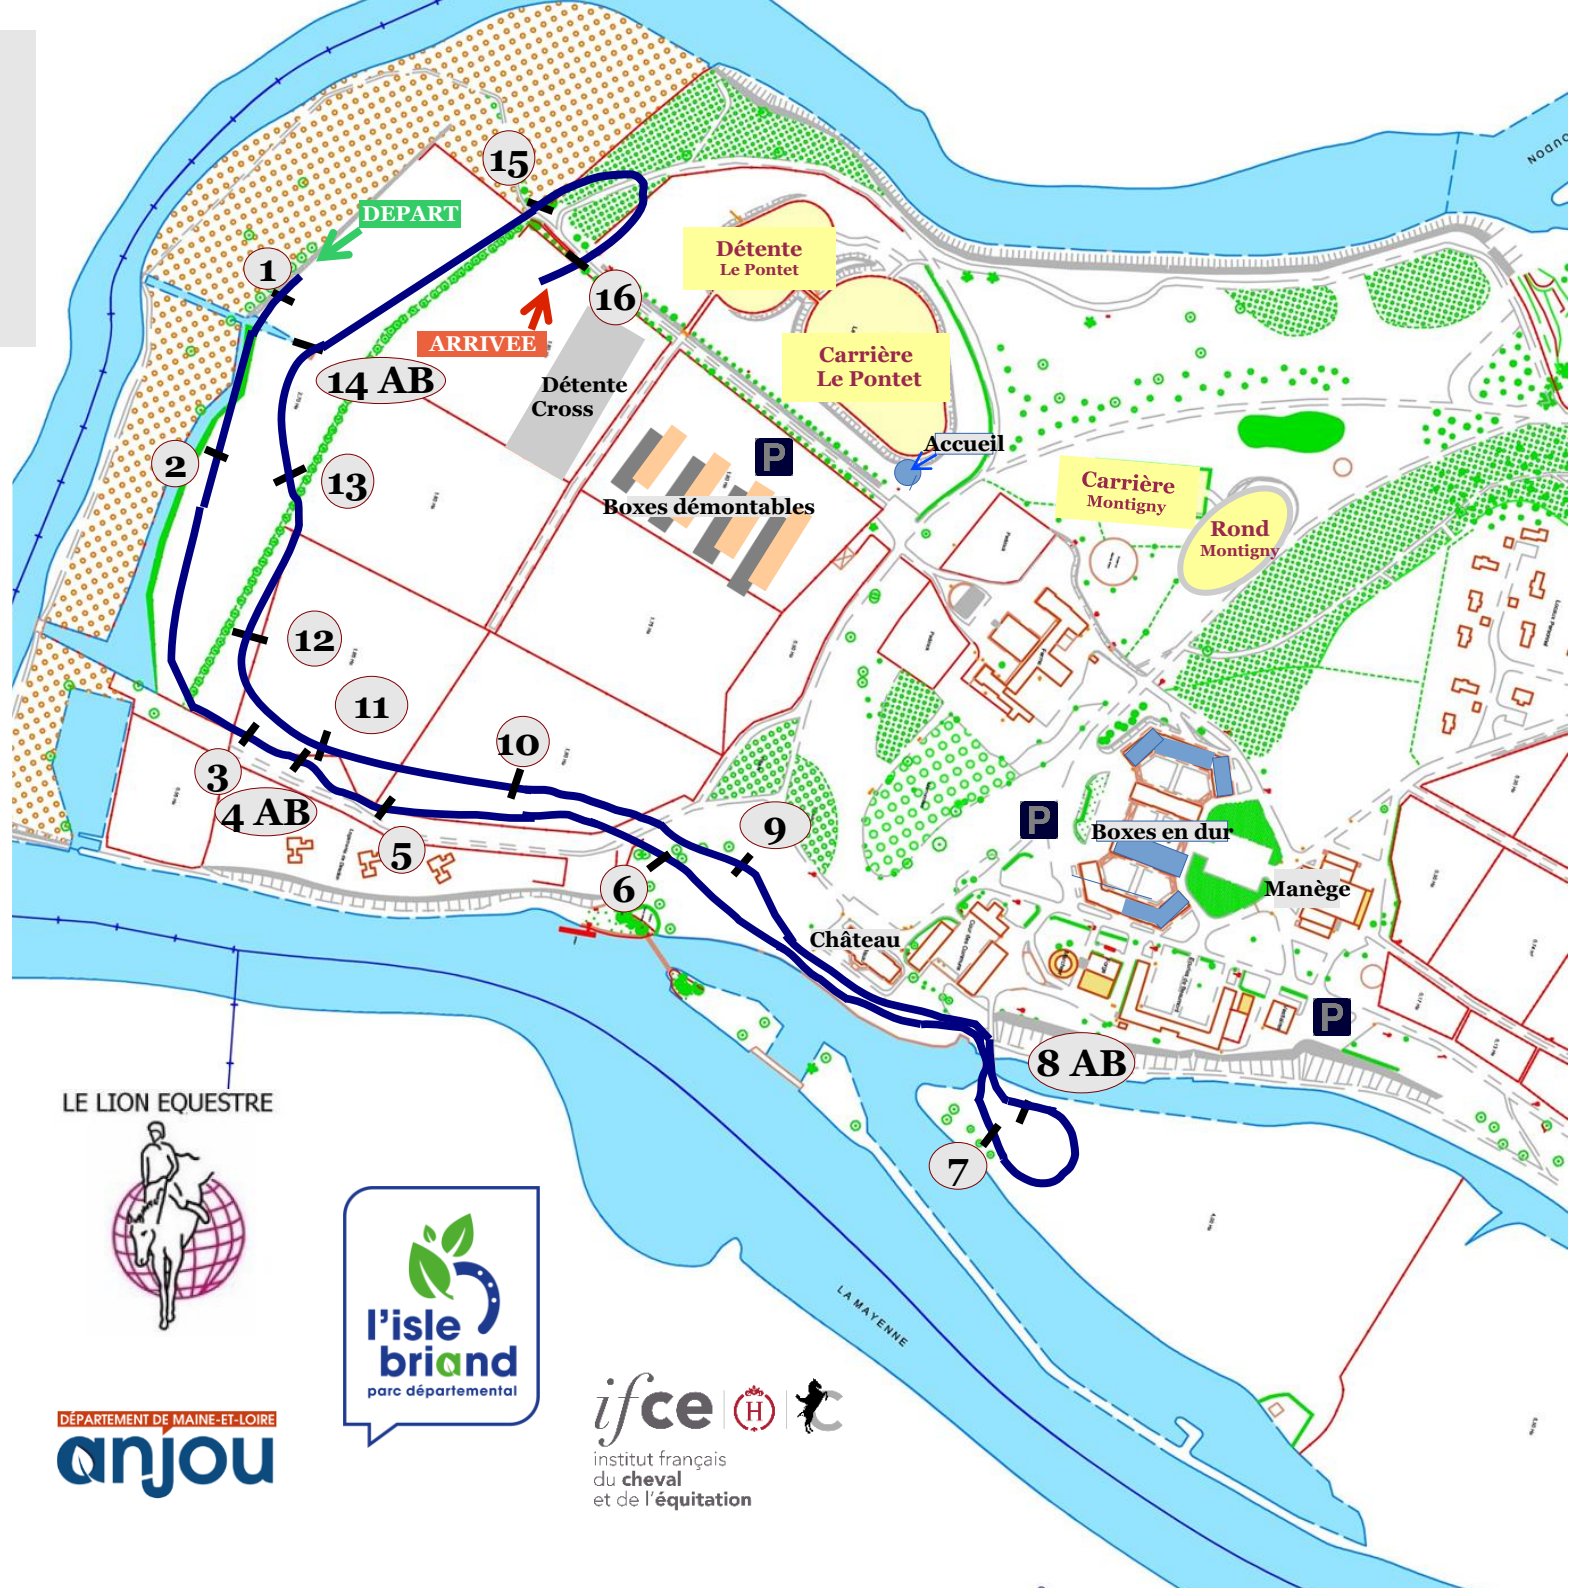 OUDON
15
DEPART
1
Détente
Le Pontet
16
ARRIVEE
Carrière
Le Pontet
14 AB
Détente
Cross
Accueil
P
2
13
Carrière
Montigny
Boxes démontables
Rond
Montigny
12
11
10
3
4 AB
9
P
Boxes en dur
5
6
Manège
Château
P
8 AB
7
LE LION EQUESTRE
l'isle
briand
parc départemental
LA MAYENNE
DÉPARTEMENT DE MAINE-ET-LOIRE
anjou
ifce
H
institut français
du cheval
et de l'équitation